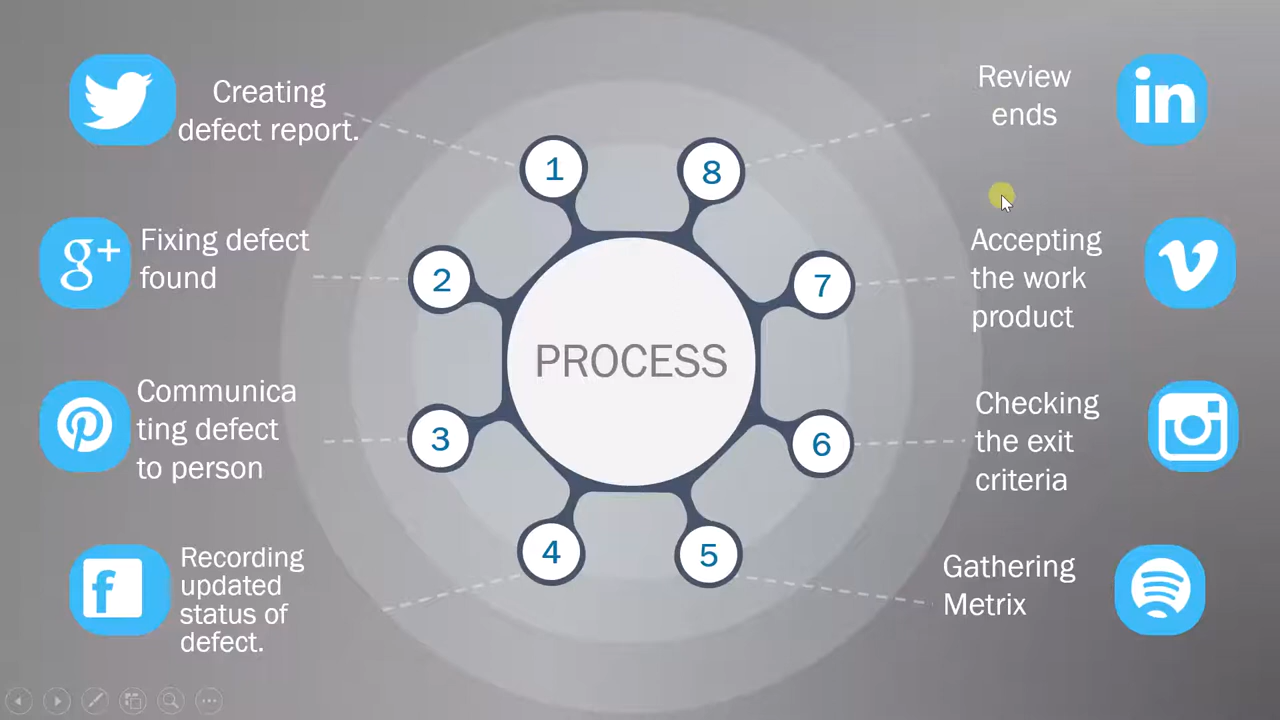 Creating
defect report.
Fixing defect
found
Communica
ting defect
to person
Recording
updated
status of
defect.
1
2
3
4
PROCESS
8
7
6
5
Review
ends
Accepting
the work
product
Checking
the exit
criteria
Gathering
Metrix
g+
f
in